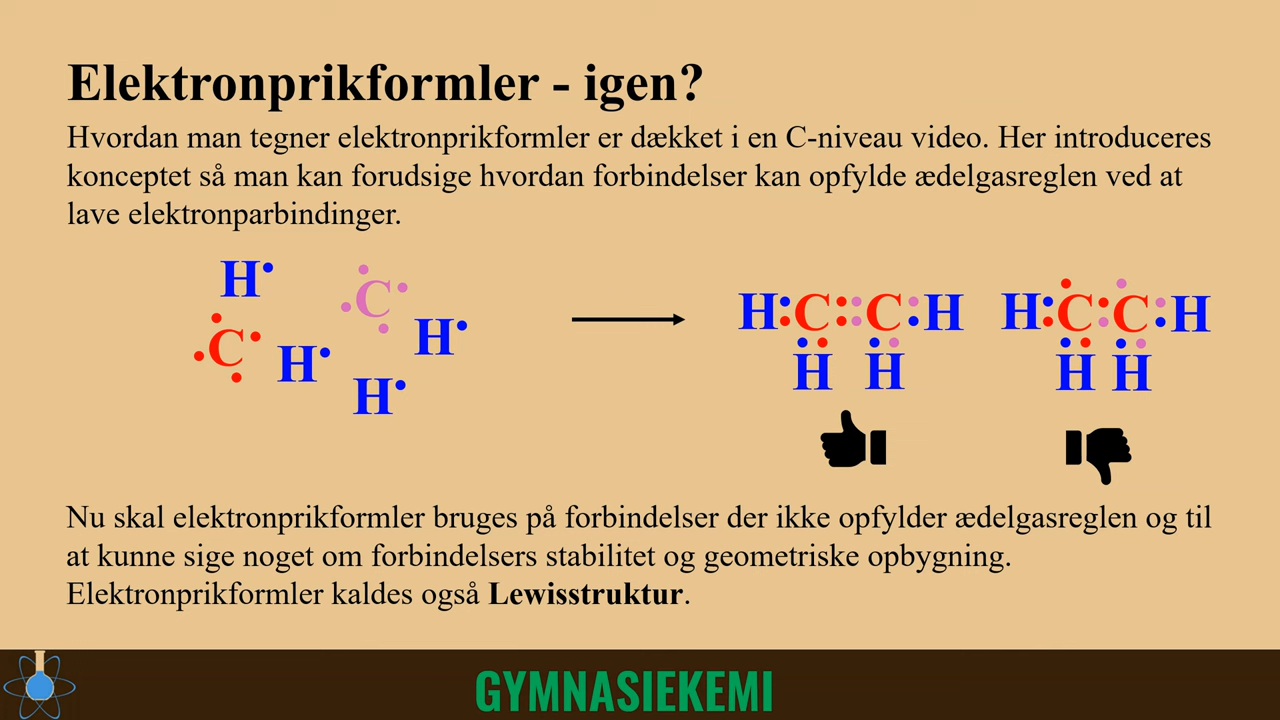 Elektronprikformler - igen?
Hvordan man tegner elektronprikformler er dækket i en C-niveau video. Her introduceres
konceptet så man kan forudsige hvordan forbindelser kan opfylde ædelgasreglen ved at
lave elektronparbindinger.
H C
C H H
H
H C C H H C C H
H H H H
Nu skal elektronprikformler bruges på forbindelser der ikke opfylder ædelgasreglen og til
at kunne sige noget om forbindelsers stabilitet og geometriske opbygning.
Elektronprikformler kaldes også Lewisstruktur.
GYMNASIEKEMI